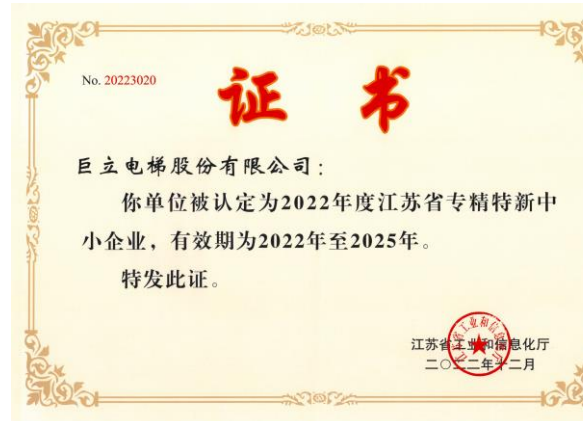 No. 20223020
证 书
巨立电梯股份有限公司：
你单位被认定为2022年度江苏省专精特新中
小企业，有效期为2022年至2025年。
特发此证。
江苏省工业和信息化厅
二〇二二年十二月